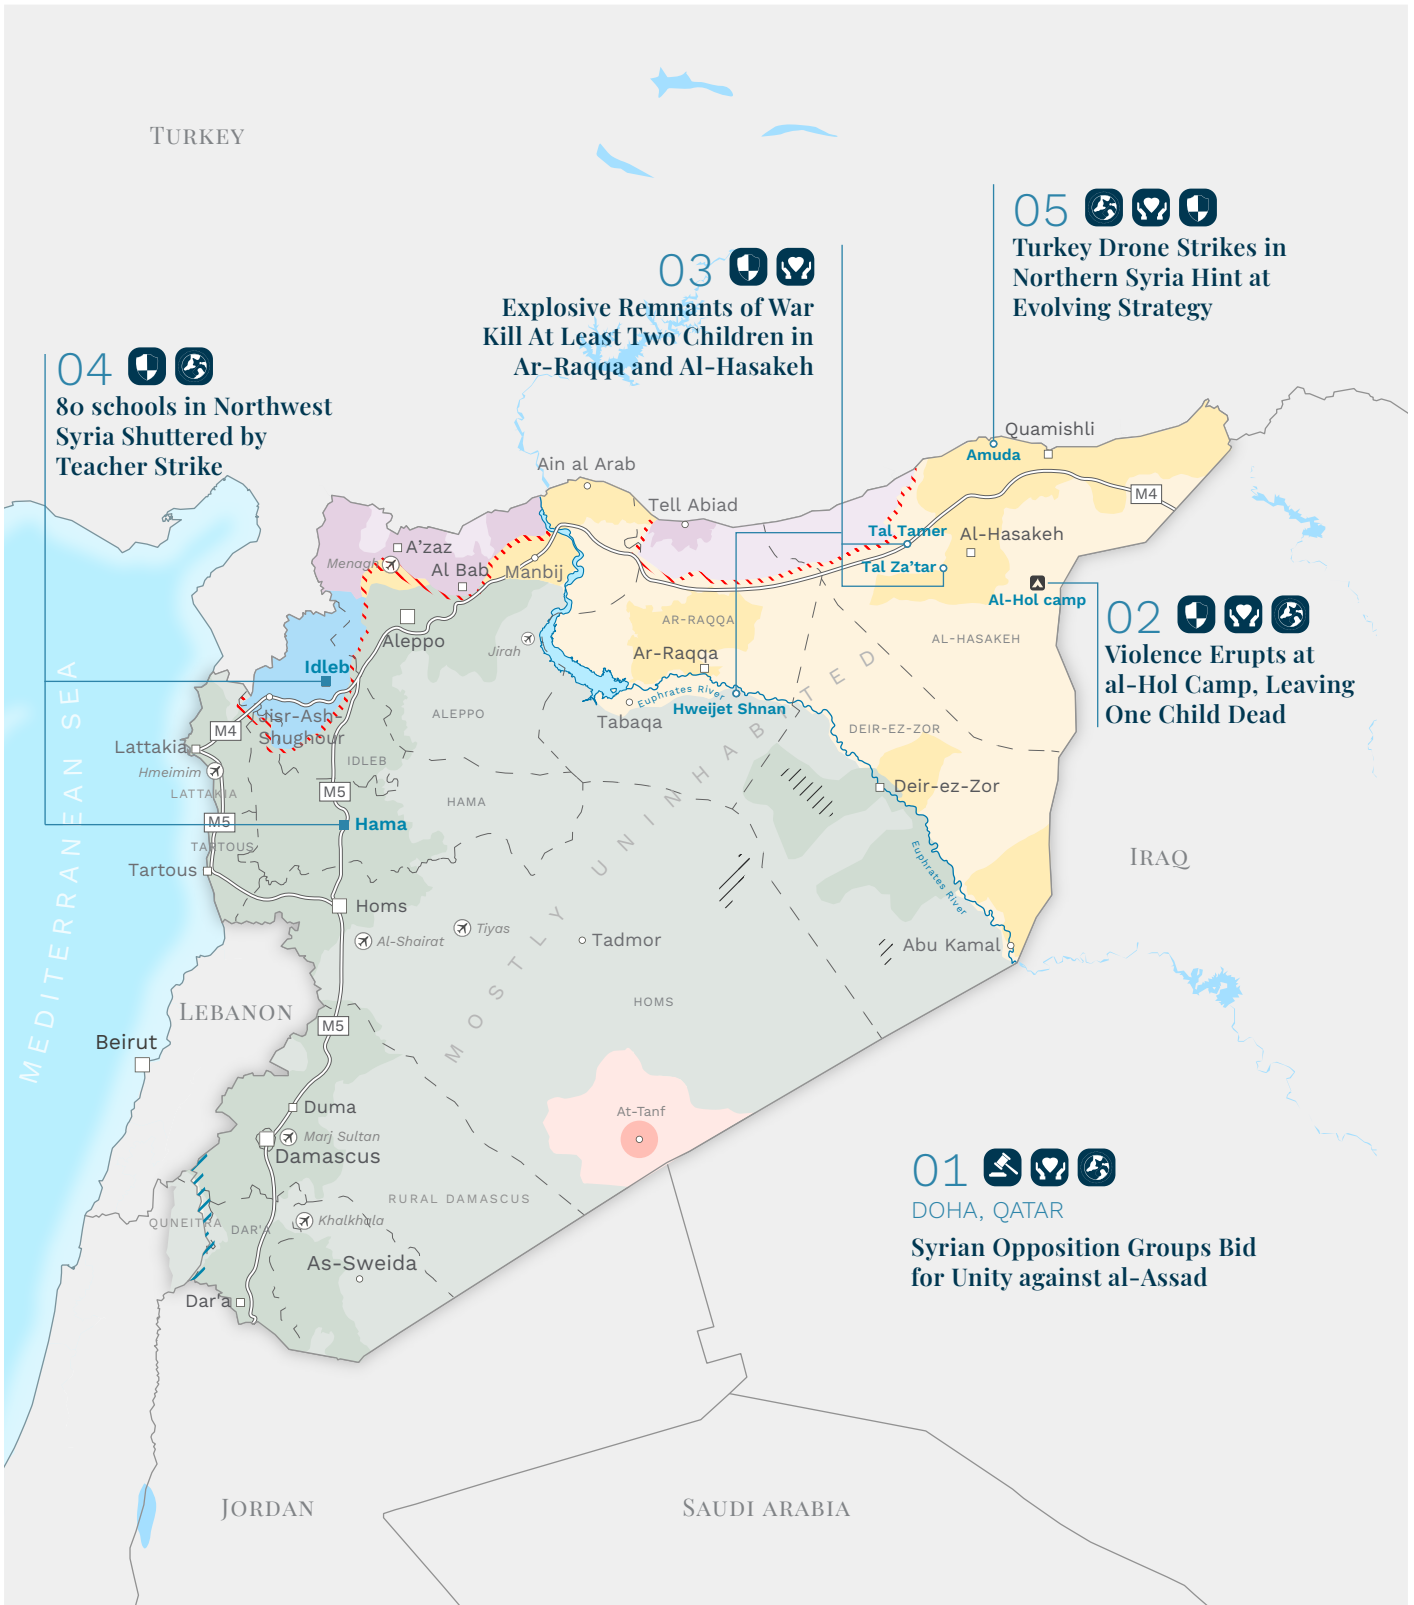 TURKEY
05
Turkey Drone Strikes in
Northern Syria Hint at
Evolving Strategy
03
Explosive Remnants of War
Kill At Least Two Children in
Ar-Raqqa and Al-Hasakeh
04
80 schools in Northwest
Syria Shuttered by
Teacher Strike
Quamishli
Amuda
Ain al Arab
Tell Abiad
M4
Tal Tamer
Al-Hasakeh
A'zaz
Menagh
Al Bab
Manbij
Tal Za'tar
Al-Hol camp
02
Violence Erupts at
al-Hol Camp, Leaving
One Child Dead
AR-RAQQA
AL-HASAKEH
Aleppo
Jirah
Ar-Raqqa
Idleb
Euphrates River
Hweijet Shnan
Tabaqa
Jisr-Ash
Shughour
ALEPPO
M4
DEIR-EZ-ZOR
Lattakia
IDLEB
Hmeimim
LATTAKIA
M5
HAMA
Deir-ez-Zor
M5
Hama
TARTOUS
Tartous
Euphrates River
IRAQ
MEDITERRANEAN SEA
MOSTLY UNINHABITED
Homs
Al-Shairat
Tiyas
Tadmor
Abu Kamal
HOMS
LEBANON
M5
Beirut
Duma
At-Tanf
Marj Sultan
Damascus
01
DOHA, QATAR
Syrian Opposition Groups Bid
for Unity against al-Assad
RURAL DAMASCUS
QUNEITRA
DAR'A
Khalkhala
As-Sweida
Dar'a
JORDAN
SAUDI ARABIA